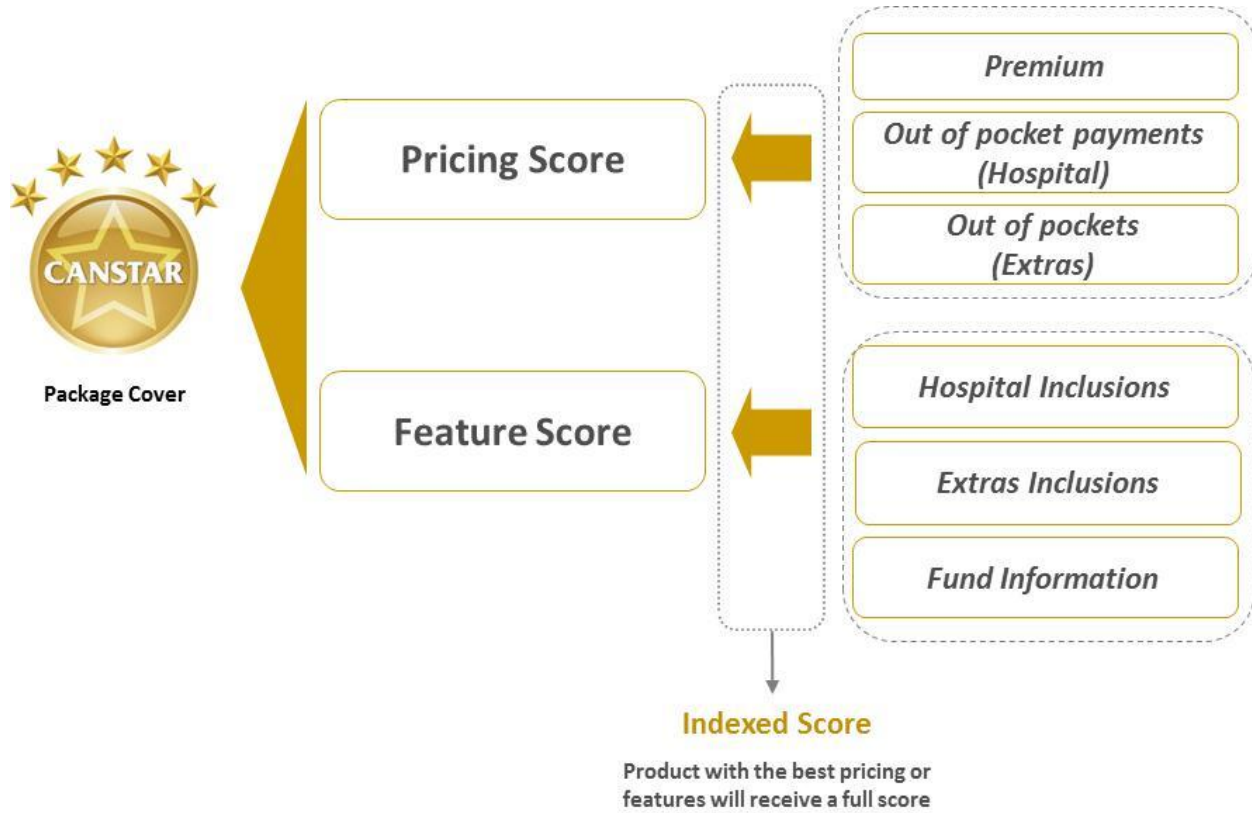 CANSTAR
Package Cover
Pricing Score
Feature Score
Premium
Out of pocket payments
(Hospital)
Out of pockets
(Extras)
Hospital Inclusions
Extras Inclusions
Fund Information
Indexed Score
Product with the best pricing or
features will receive a full score